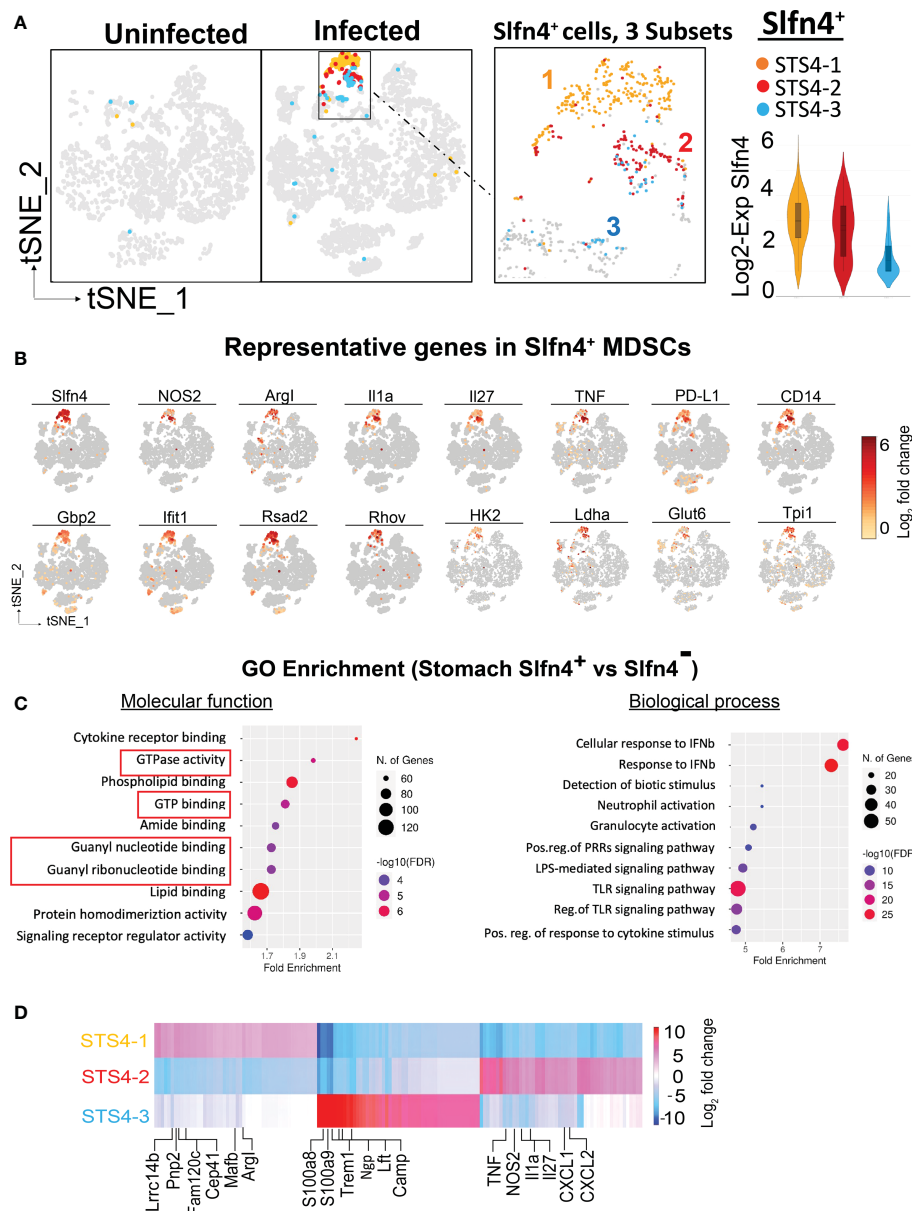 A
Uninfected
Infected
Slfn4+ cells, 3 Subsets
Slfn4+
STS4-1
STS4-2
STS4-3
1
2
3
tSNE_2
tSNE_1
Log2-Exp Slfn4
6
4
2
0
B
Representative genes in Slfn4+ MDSCs
Slfn4 NOS2 ArgI Il1a Il27 TNF PD-L1 CD14
Gbp2 Ifit1 Rsad2 Rhov HK2 Ldha Glut6 Tpi1
tSNE_2
tSNE_1
6
0
Log2 fold change
GO Enrichment (Stomach Slfn4+ vs Slfn4-)
C
Molecular function
Cytokine receptor binding
GTPase activity
Phospholipid binding
GTP binding
Amide binding
Guanyl nucleotide binding
Guanyl ribonucleotide binding
Lipid binding
Protein homodimeriztion activity
Signaling receptor regulator activity
1.7 1.9 2.1
Fold Enrichment
N. of Genes
60
80
100
120
-log10(FDR)
4
5
6
Biological process
Cellular response to IFNb
Response to IFNb
Detection of biotic stimulus
Neutrophil activation
Granulocyte activation
Pos.reg.of PRRs signaling pathway
LPS-mediated signaling pathway
TLR signaling pathway
Reg.of TLR signaling pathway
Pos. reg. of response to cytokine stimulus
5 6 7
Fold Enrichment
N. of Genes
20
30
40
50
-log10(FDF
10
15
20
25
D
STS4-1
STS4-2
STS4-3
10
5
0
-5
-10
Log2 fold change
Lrrc14b
Pnp2
Fam120c
Cep41
Mafb
ArgI
S100a8
S100a9
Trem1
Ngp
Lft
Camp
TNF
NOS2
Il1a
Il27
CXCL1
CXCL2